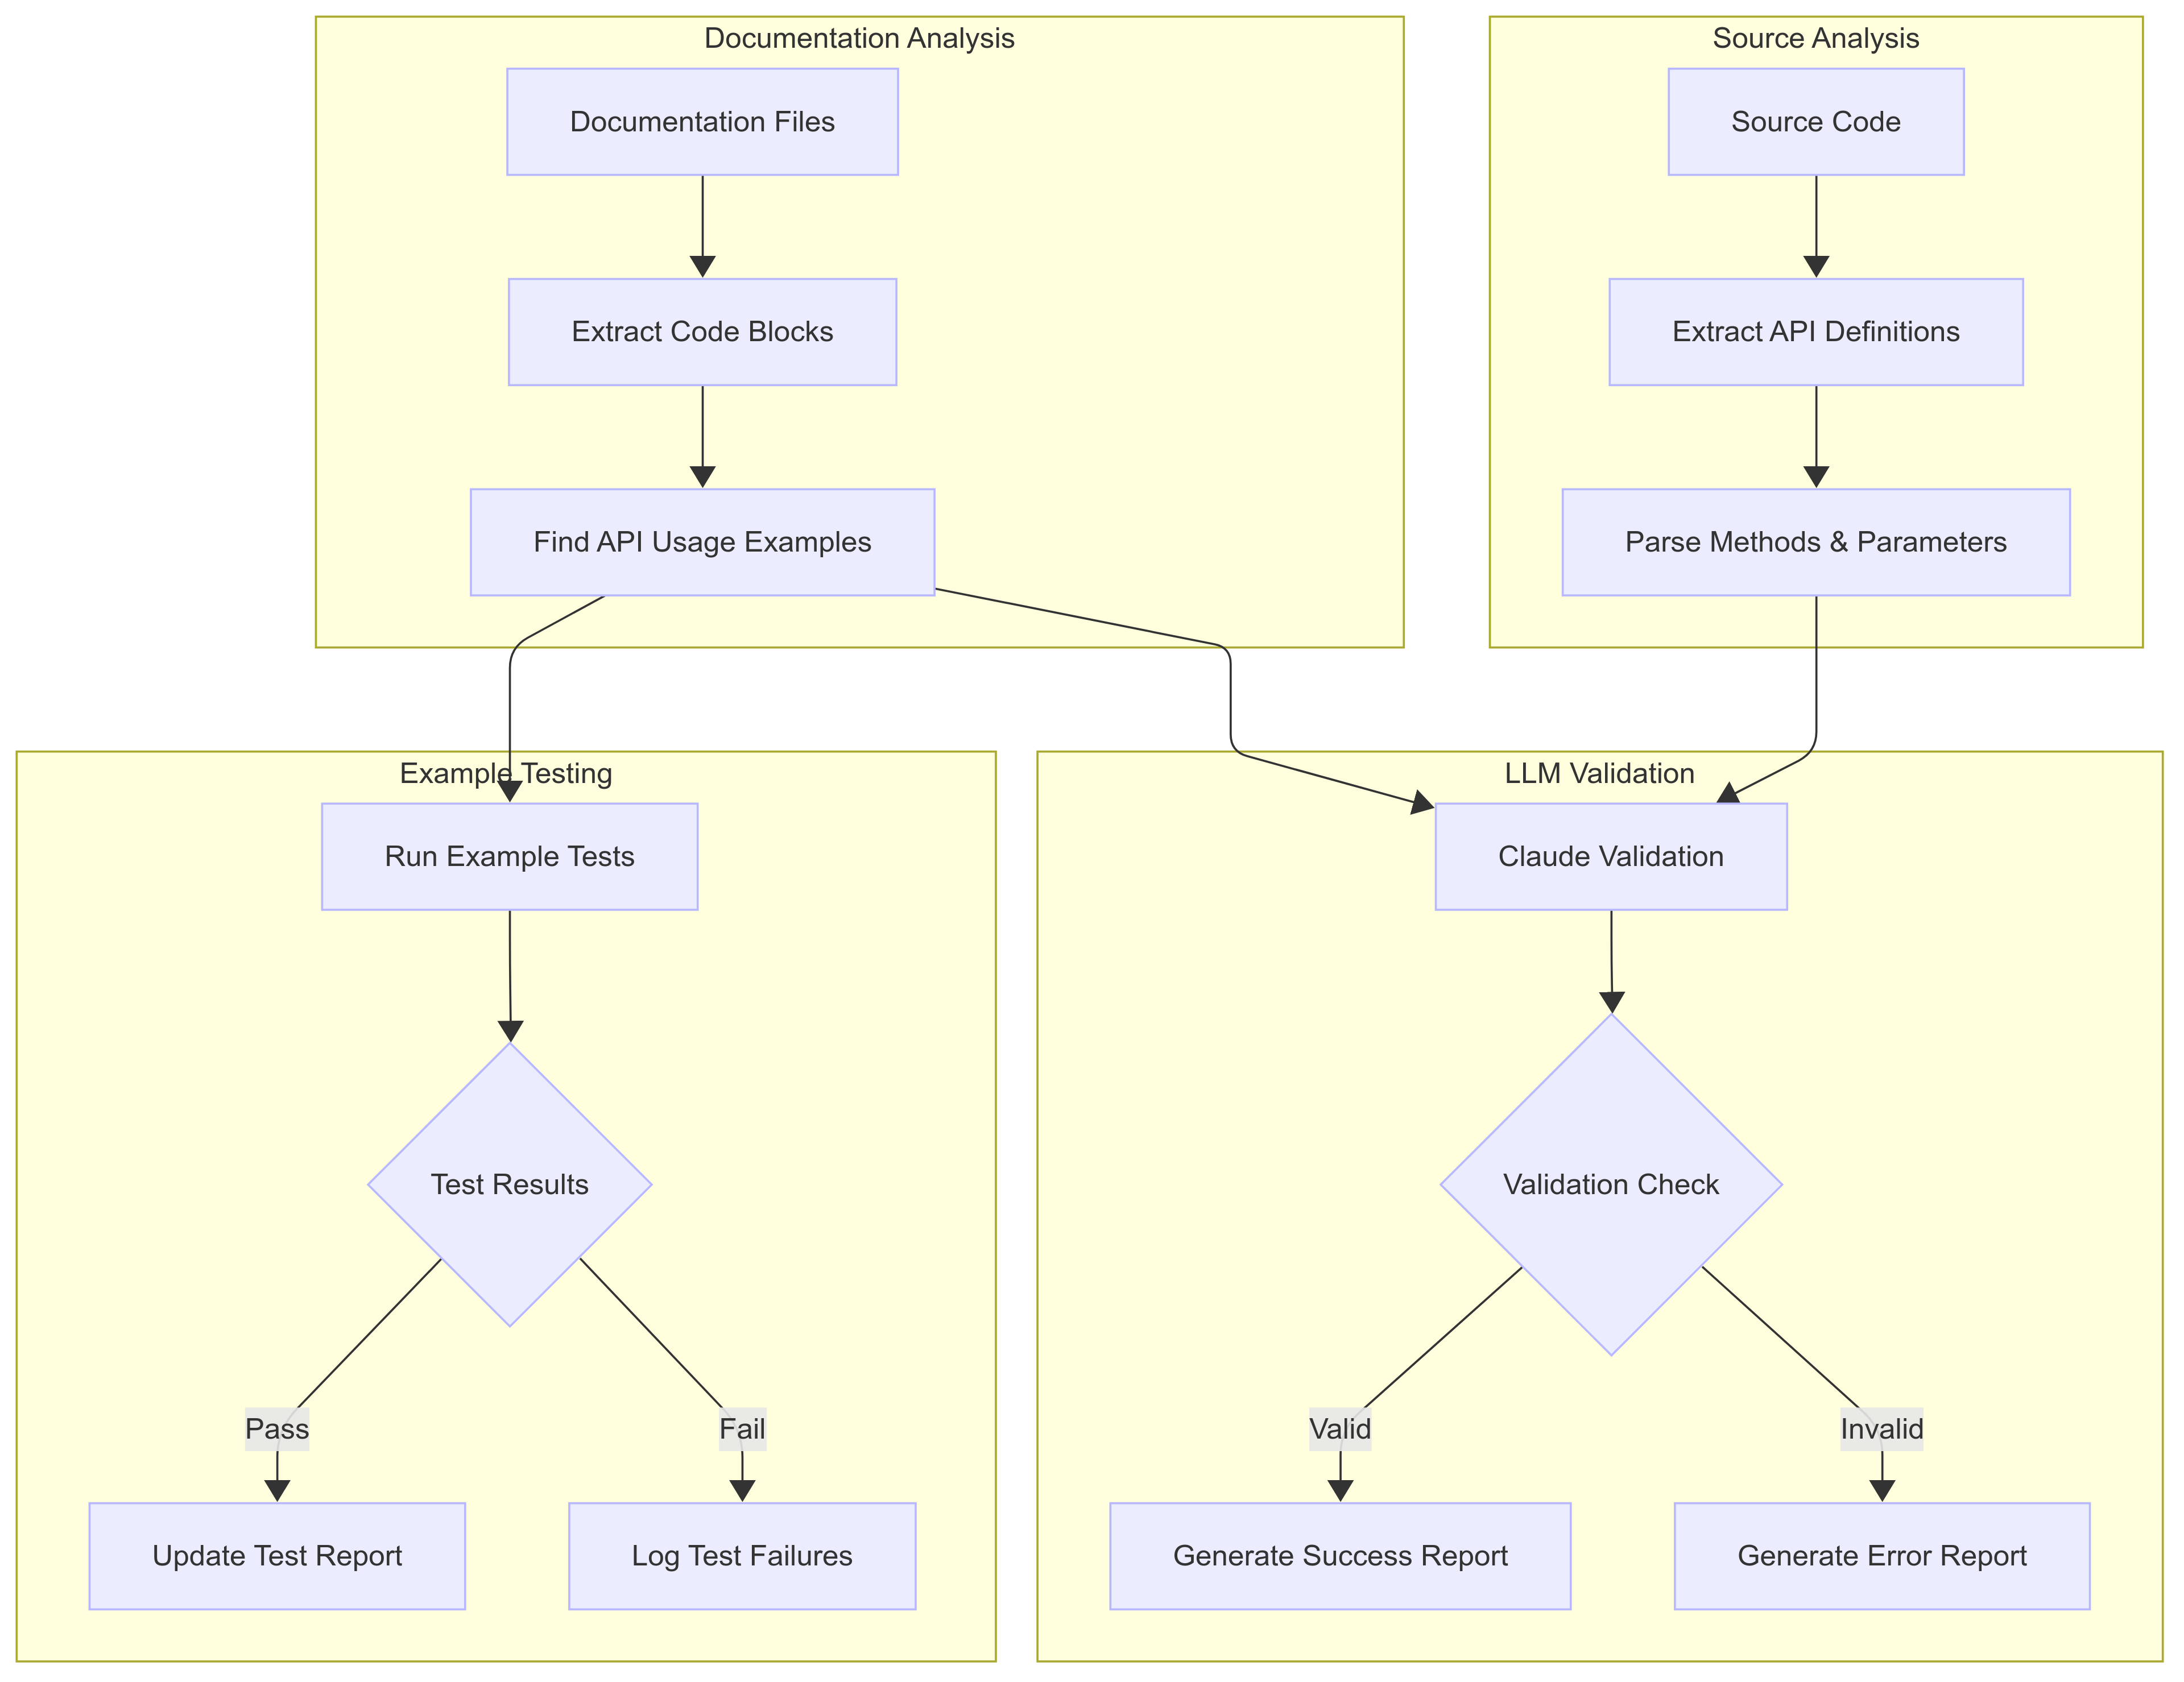 Documentation Analysis
Documentation Files
Extract Code Blocks
Find API Usage Examples
Source Analysis
Source Code
Extract API Definitions
Parse Methods & Parameters
Example Testing
Run Example Tests
Test Results
Pass
Fail
Update Test Report
Log Test Failures
LLM Validation
Claude Validation
Validation Check
Valid
Invalid
Generate Success Report
Generate Error Report